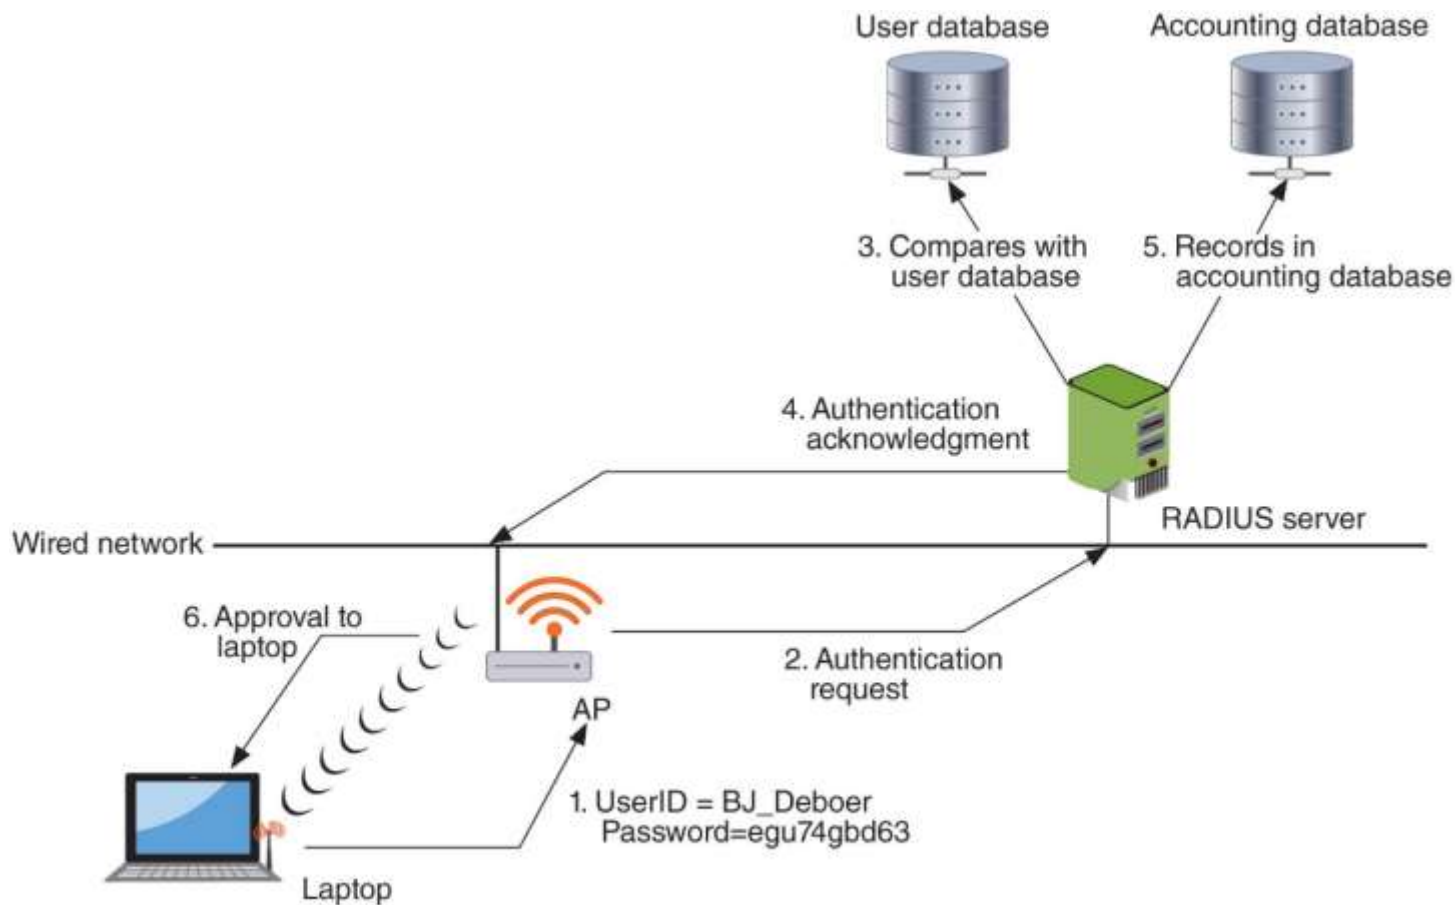 User database
Accounting database
3. Compares with
user database
5. Records in
accounting database
4. Authentication
acknowledgment
RADIUS server
Wired network
6. Approval to
laptop
2. Authentication
request
AP
1. UserID = BJ_Deboer
Password=egu74gbd63
Laptop